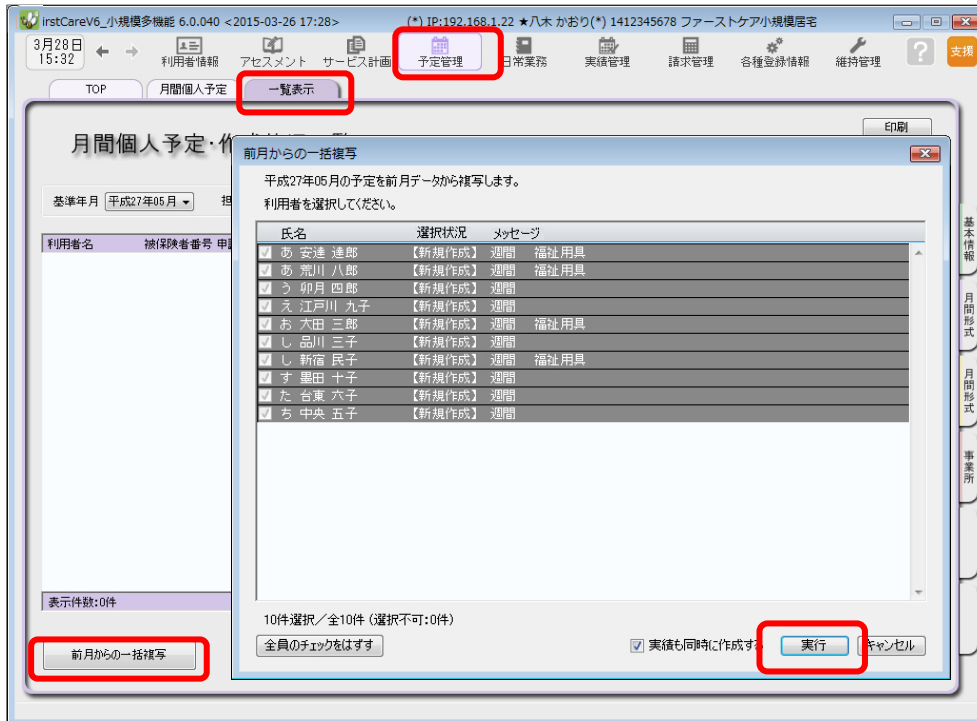 irstCareV6_小規模多機能 6.0.040 <2015-03-26 17:28> (*) IP:192.168.1.22 ★八木 かおり(*) 1412345678 ファーストケア小規模居宅
3月28日
15:32
利用者情報 アセスメント サービス計画 予定管理 日常業務 実績管理 請求管理 各種登録情報 維持管理 ? 支援
TOP 月間個人予定 一覧表示
印刷
月間個人予定・作
基準年月 平成27年05月 担
利用者名 被保険者番号 申
表示件数:0件
前月からの一括複写
前月からの一括複写
平成27年05月の予定を前月データから複写します。
利用者を選択してください。
氏名 選択状況 メッセージ
あ 安達 達郎 【新規作成】 週間 福祉用具
あ 荒川 八郎 【新規作成】 週間 福祉用具
う 卯月 四郎 【新規作成】 週間
え 江戸川 九子 【新規作成】 週間
お 大田 三郎 【新規作成】 週間 福祉用具
し 品川 三子 【新規作成】 週間
し 新宿 民子 【新規作成】 週間 福祉用具
す 墨田 十子 【新規作成】 週間
た 台東 六子 【新規作成】 週間
ち 中央 五子 【新規作成】 週間
10件選択/全10件 (選択不可:0件)
全員のチェックをはずす
実績も同時に作成する 実行 キャンセル
基本情報
月間形式
月間形式
事業所